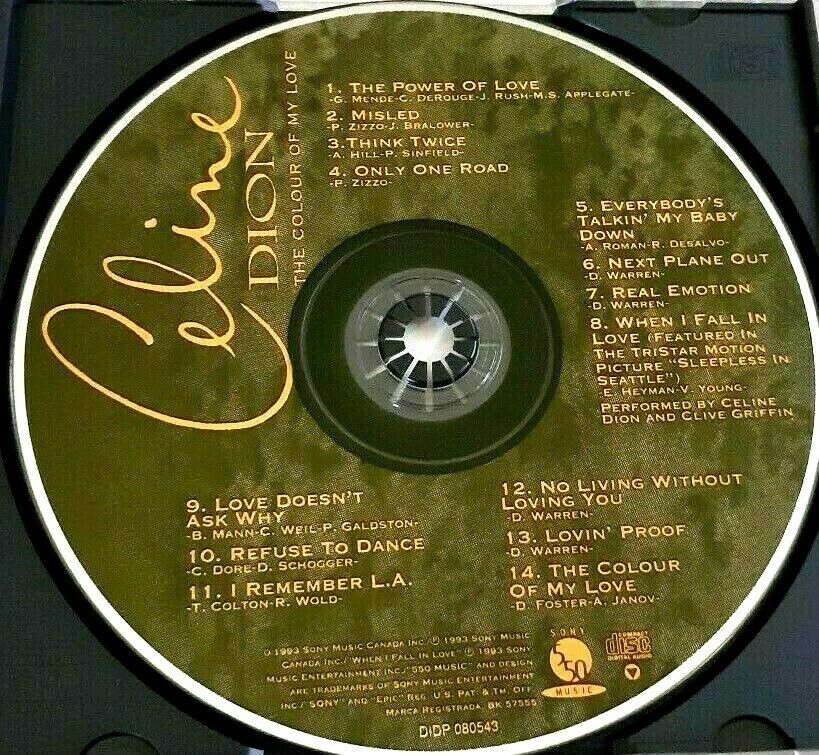 Celine
DION
THE COLOUR OF MY LOVE
1. THE POWER OF LOVE
-G. MENDE-C. DEROUGE-J. RUSH-M.S. APPLEGATE-
2. MISLED
-P. ZIZZO-J. BRALOWER-
3. THINK TWICE
-A. HILL-P. SINFIELD-
4. ONLY ONE ROAD
-P. ZIZZO-
5. EVERYBODY'S
TALKIN' MY BABY
DOWN
-A. ROMAN-R. DESALVO-
6. NEXT PLANE OUT
-D. WARREN-
7. REAL EMOTION
-D. WARREN-
8. WHEN I FALL IN
LOVE (FEATURED IN
THE TRISTAR MOTION
PICTURE "SLEEPLESS IN
SEATTLE")
-E. HEYMAN-V. YOUNG-
PERFORMED BY CELINE
DION AND CLIVE GRIFFIN
9. LOVE DOESN'T
ASK WHY
-B. MANN-C. WEIL-P. GALDSTON-
10. REFUSE TO DANCE
-C. DORE-D. SCHOGGER-
11. I REMEMBER L.A.
-T. COLTON-R. WOLD-
12. NO LIVING WITHOUT
LOVING YOU
-D. WARREN-
13. LOVIN' PROOF
-D. WARREN-
14. THE COLOUR
OF MY LOVE
-D. FOSTER-A. JANOV-
1993 SONY MUSIC CANADA INC./ ℗ 1993 SONY MUSIC
CANADA INC./ "WHEN I FALL IN LOVE" ℗ 1993 SONY
MUSIC ENTERTAINMENT INC./ "550 MUSIC" AND DESIGN
ARE TRADEMARKS OF SONY MUSIC ENTERTAINMENT
INC./ "SONY" AND "EPIC," REG. U.S. PAT. & TM. OFF.
MARCA REGISTRADA. BK 57555
DIDP 080543
SONY
550
MUSIC
COMPACT
disc
DIGITAL AUDIO